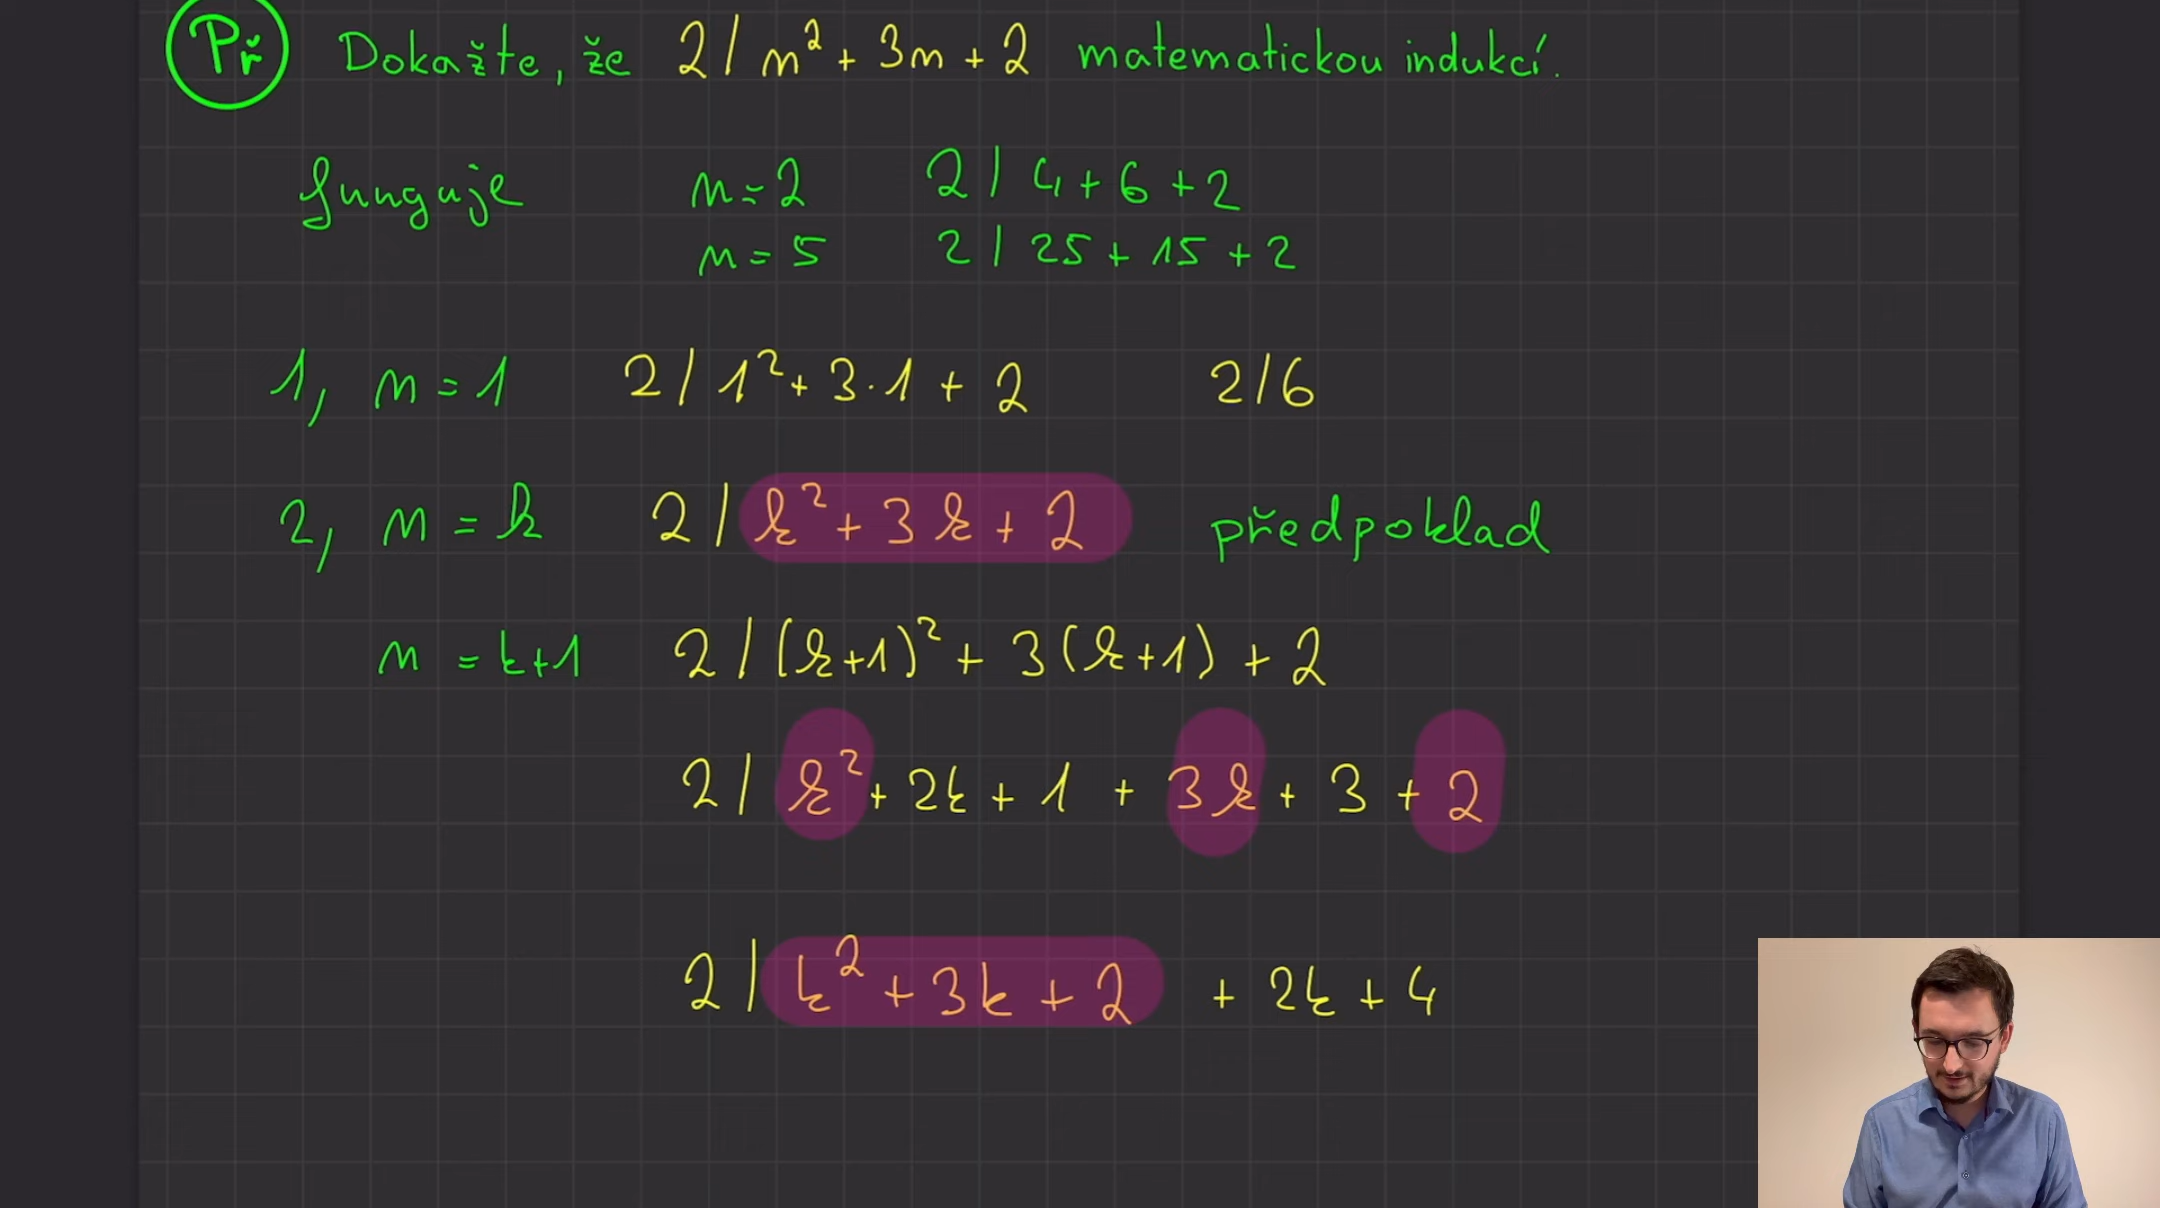 Př Dokažte, že 2 | n² + 3n + 2 matematickou indukcí.
funguje n = 2 2 | 4 + 6 + 2
n = 5 2 | 25 + 15 + 2
1, n = 1 2 | 1² + 3·1 + 2 2 | 6
2, n = k 2 | k² + 3k + 2 předpoklad
n = k+1 2 | (k+1)² + 3(k+1) + 2
2 | k² + 2k + 1 + 3k + 3 + 2
2 | k² + 3k + 2 + 2k + 4